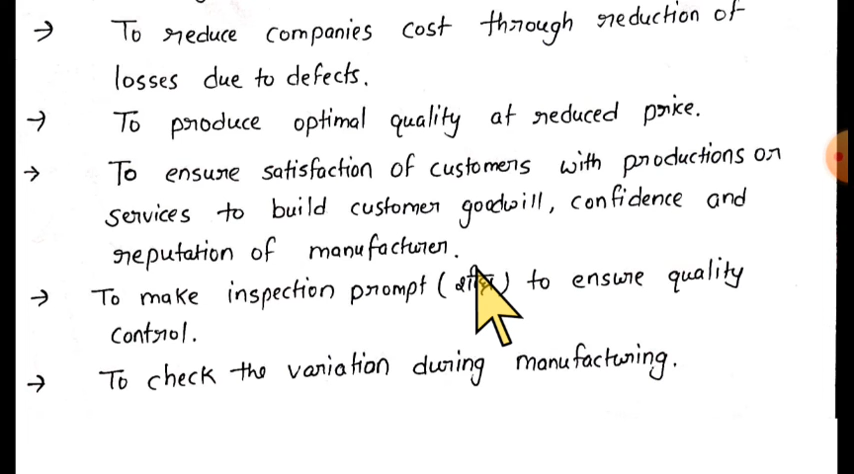 → To reduce companies cost through reduction of
losses due to defects.
→ To produce optimal quality at reduced price.
→ To ensure satisfaction of customers with productions or
services to build customer goodwill, confidence and
reputation of manufacturer.
→ To make inspection prompt ( ) to ensure quality
control.
→ To check the variation during manufacturing.